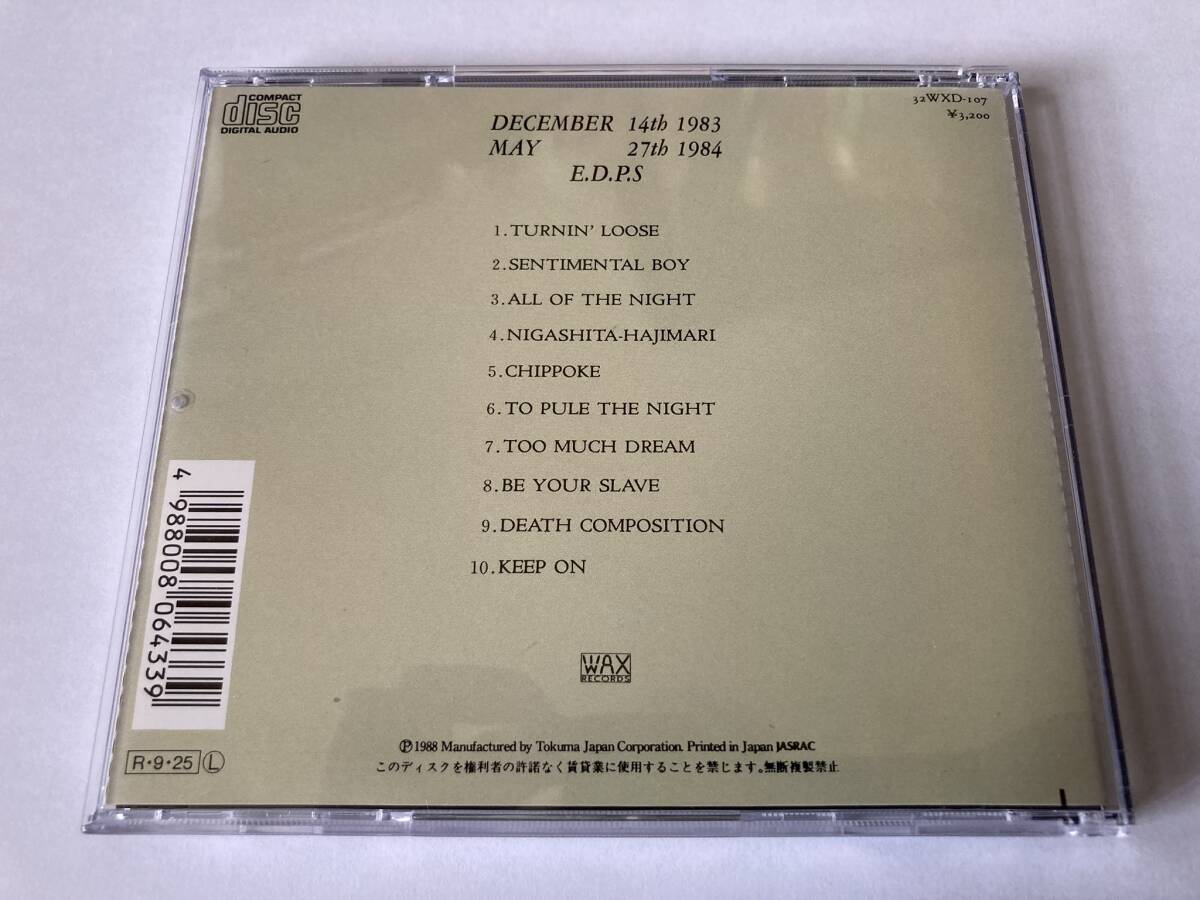 COMPACT
disc
DIGITAL AUDIO
32WXD-107
¥3,200
DECEMBER 14th 1983
MAY 27th 1984
E.D.P.S
1.TURNIN' LOOSE
2.SENTIMENTAL BOY
3.ALL OF THE NIGHT
4.NIGASHITA-HAJIMARI
5.CHIPPOKE
6.TO PULE THE NIGHT
7.TOO MUCH DREAM
8.BE YOUR SLAVE
9.DEATH COMPOSITION
10.KEEP ON
4 988008 064339
WAX
RECORDS
Ⓟ1988 Manufactured by Tokuma Japan Corporation. Printed in Japan JASRAC
R・9・25 Ⓛ
このディスクを権利者の許諾なく賃貸業に使用することを禁じます。無断複製禁止